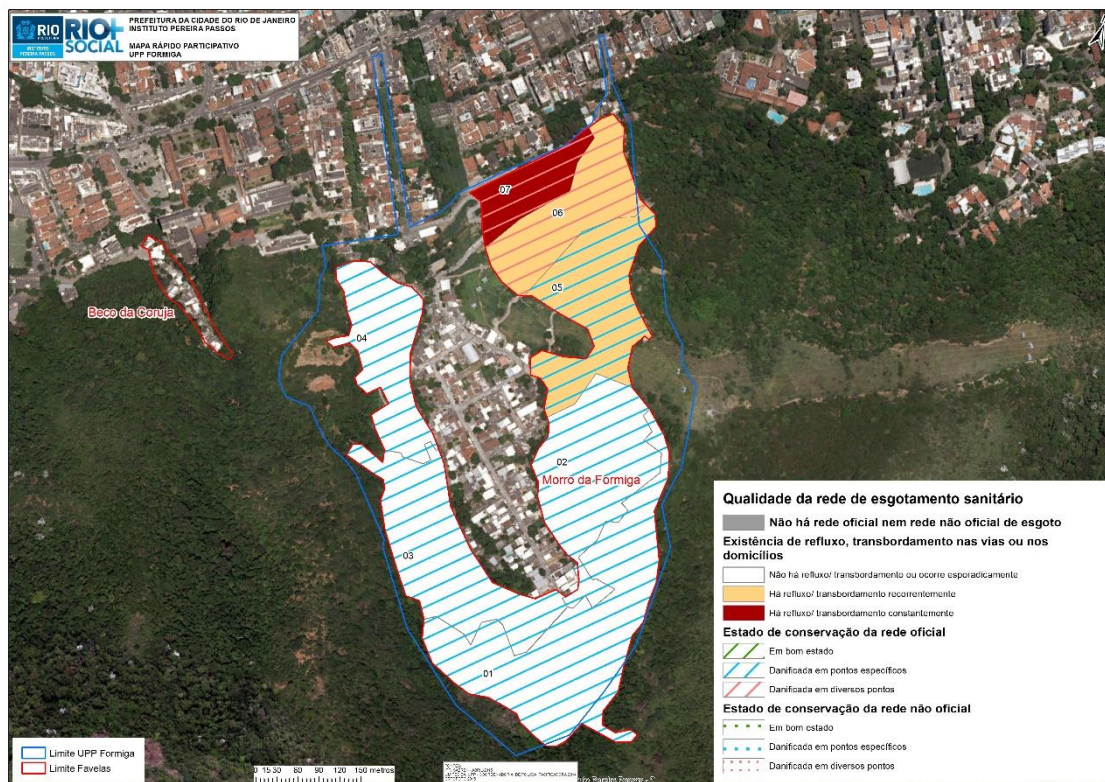 RIO
PREFEITURA
INSTITUTO
PEREIRA PASSOS
RIO+
SOCIAL
PREFEITURA DA CIDADE DO RIO DE JANEIRO
INSTITUTO PEREIRA PASSOS
MAPA RÁPIDO PARTICIPATIVO
UPP FORMIGA
07
06
05
Beco da Coruja
04
02
Morro da Formiga
03
01
Qualidade da rede de esgotamento sanitário
Não há rede oficial nem rede não oficial de esgoto
Existência de refluxo, transbordamento nas vias ou nos
domicílios
Não há refluxo/ transbordamento ou ocorre esporadicamente
Há refluxo/ transbordamento recorrentemente
Há refluxo/ transbordamento constantemente
Estado de conservação da rede oficial
Em bom estado
Danificada em pontos específicos
Danificada em diversos pontos
Estado de conservação da rede não oficial
Em bom estado
Danificada em pontos específicos
Danificada em diversos pontos
Limite UPP Formiga
Limite Favelas
0 15 30 60 90 120 150 metros